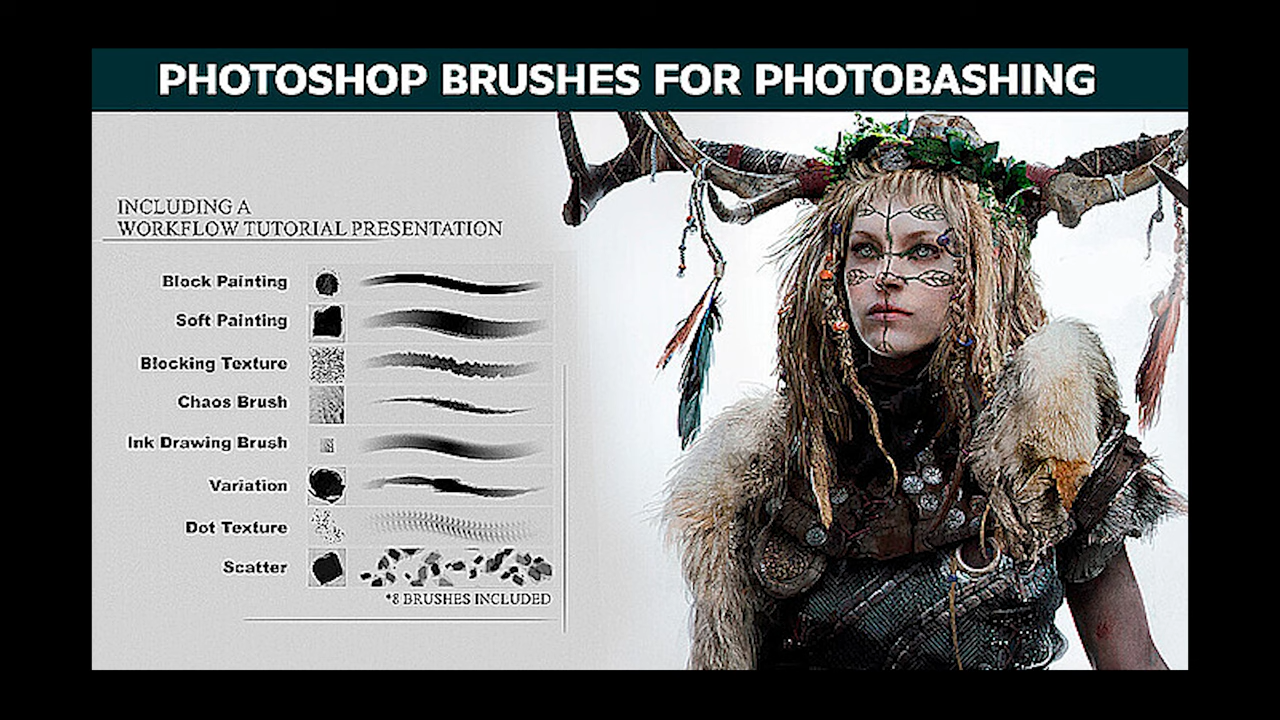 PHOTOSHOP BRUSHES FOR PHOTOBASHING
INCLUDING A
WORKFLOW TUTORIAL PRESENTATION
Block Painting
Soft Painting
Blocking Texture
Chaos Brush
Ink Drawing Brush
Variation
Dot Texture
Scatter
*8 BRUSHES INCLUDED